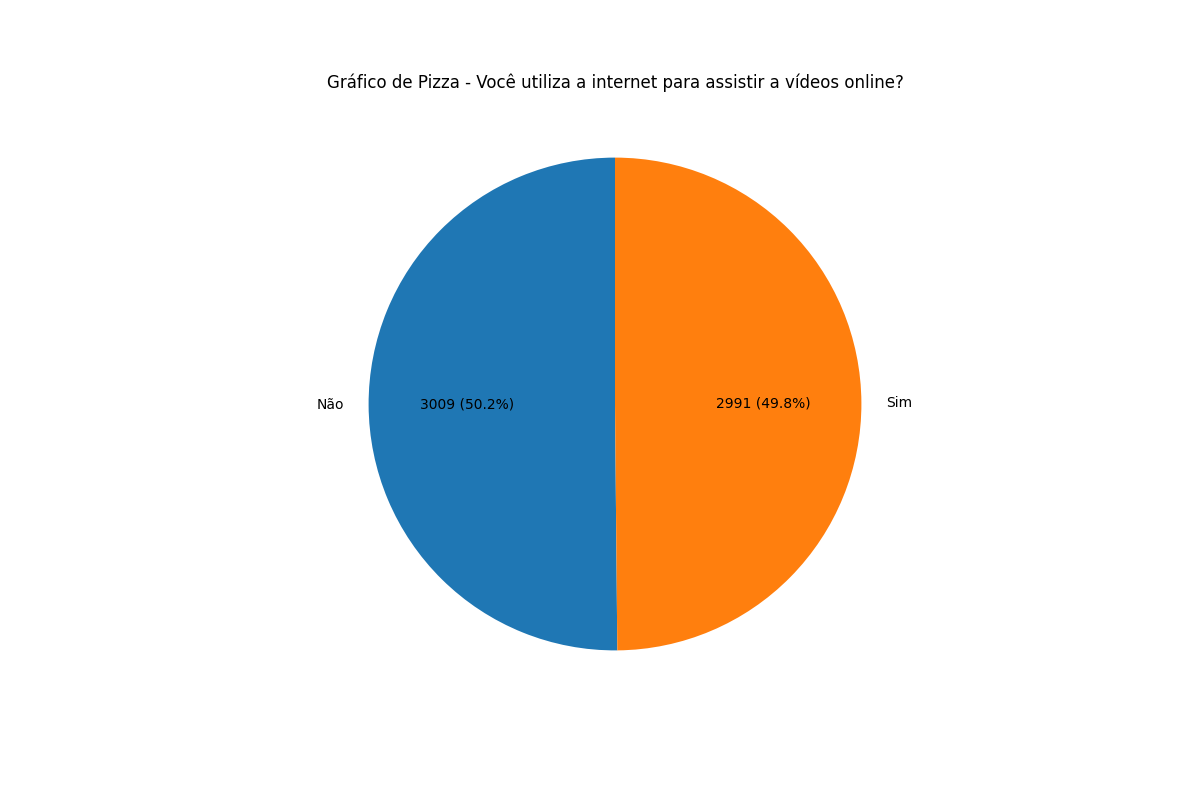 Gráfico de Pizza - Você utiliza a internet para assistir a vídeos online?
Não
3009 (50.2%)
2991 (49.8%)
Sim